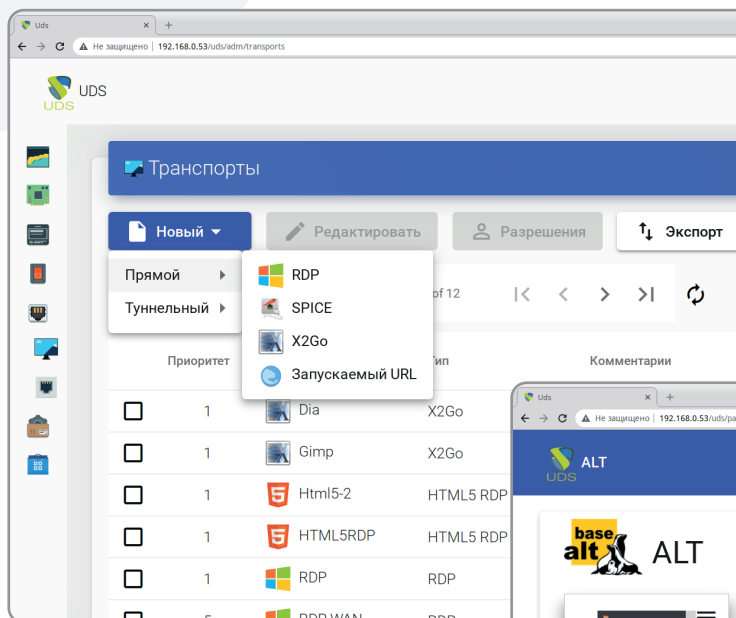 Uds
Не защищено | 192.168.0.53/uds/adm/transports
UDS
UDS
Транспорты
Новый
Редактировать
Разрешения
Экспорт
Прямой
RDP
of 12
Туннельный
SPICE
X2Go
Запускаемый URL
Приоритет
Комментарии
1 Dia X2Go
1 Gimp X2Go
1 Html5-2 HTML5 RDP
1 HTML5RDP HTML5 RDP
1 RDP RDP
Uds
Не защищено | 192.168.0.53/uds/pa
UDS
ALT
base
alt
ALT